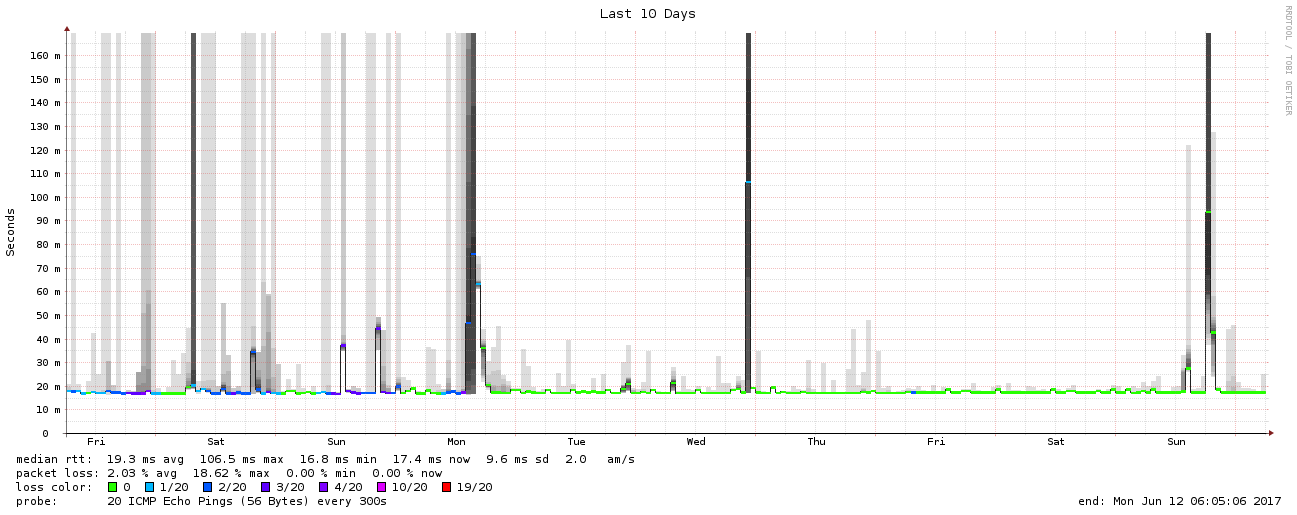 Last 10 Days
RRDTOOL / TOBI OETIKER
Seconds
160 m
150 m
140 m
130 m
120 m
110 m
100 m
90 m
80 m
70 m
60 m
50 m
40 m
30 m
20 m
10 m
0
Fri Sat Sun Mon Tue Wed Thu Fri Sat Sun
median rtt: 19.3 ms avg 106.5 ms max 16.8 ms min 17.4 ms now 9.6 ms sd 2.0 am/s
packet loss: 2.03 % avg 18.62 % max 0.00 % min 0.00 % now
loss color: 0 1/20 2/20 3/20 4/20 10/20 19/20
probe: 20 ICMP Echo Pings (56 Bytes) every 300s end: Mon Jun 12 06:05:06 2017